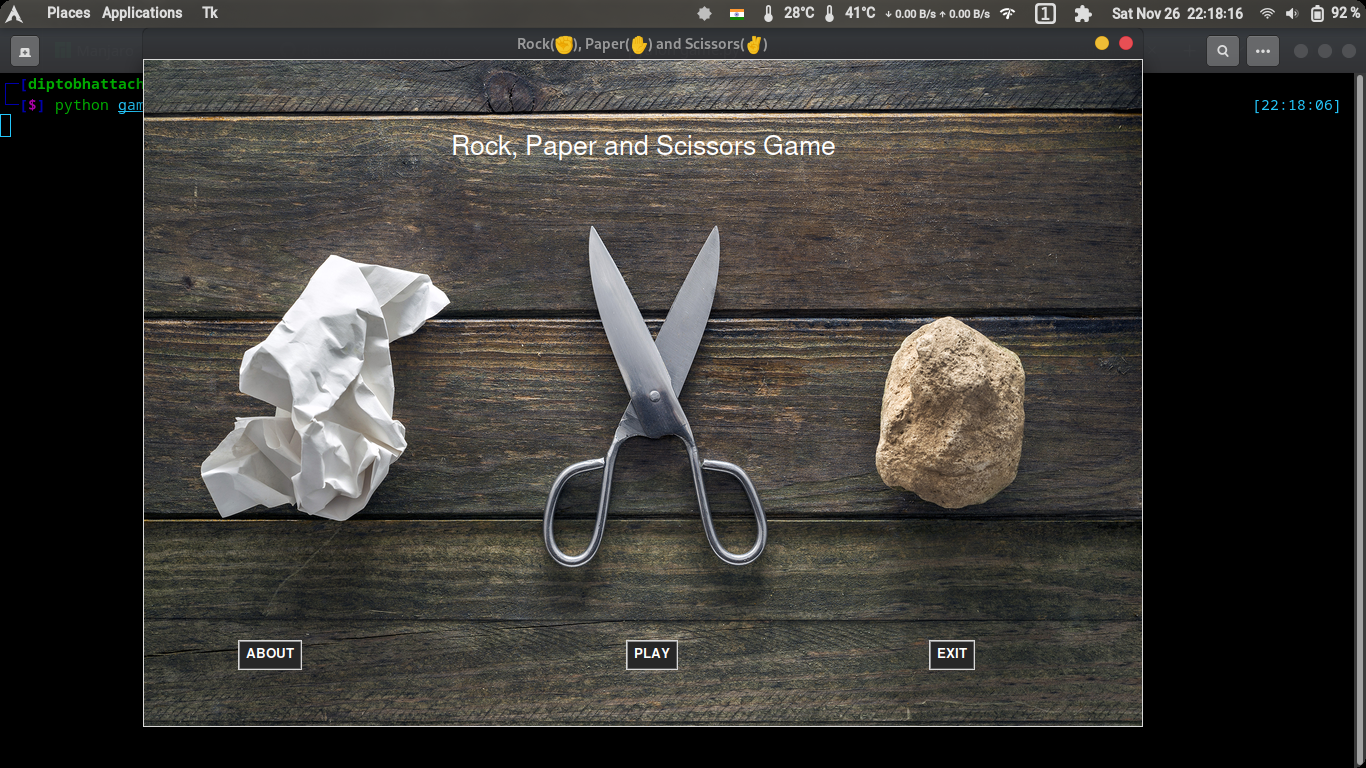 Places Applications Tk 28°C 41°C ↓ 0.00 B/s ↑ 0.00 B/s 1 Sat Nov 26 22:18:16 92 %
Rock(✊), Paper(✋) and Scissors(✌)
[diptobhattach
[$] python gam [22:18:06]
Rock, Paper and Scissors Game
ABOUT PLAY EXIT